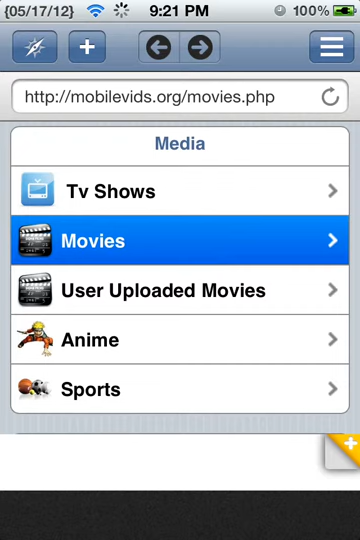 {05/17/12} 9:21 PM 100%
http://mobilevids.org/movies.php
Media
Tv Shows
Movies
User Uploaded Movies
Anime
Sports